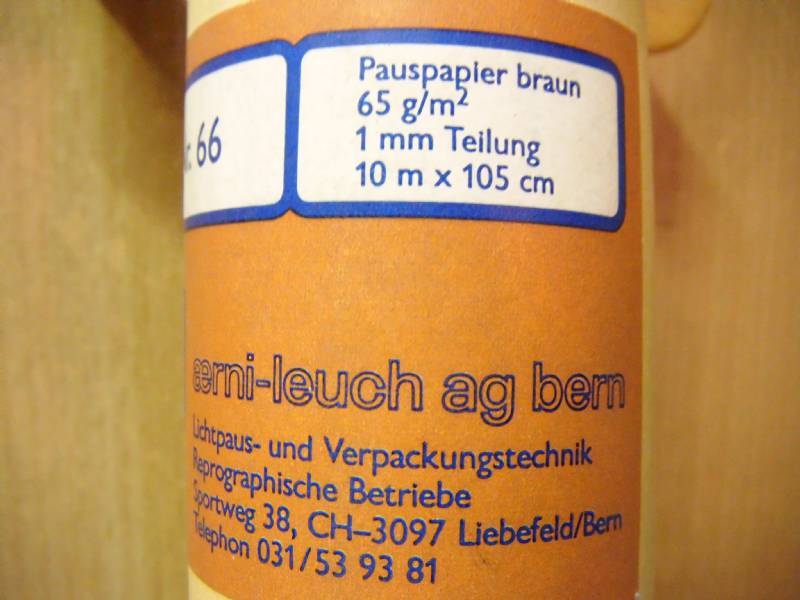 66
Pauspapier braun
65 g/m²
1 mm Teilung
10 m x 105 cm
ærni-leuch ag bern
Lichtpaus- und Verpackungstechnik
Reprographische Betriebe
Sportweg 38, CH–3097 Liebefeld/Bern
Telephon 031/53 93 81